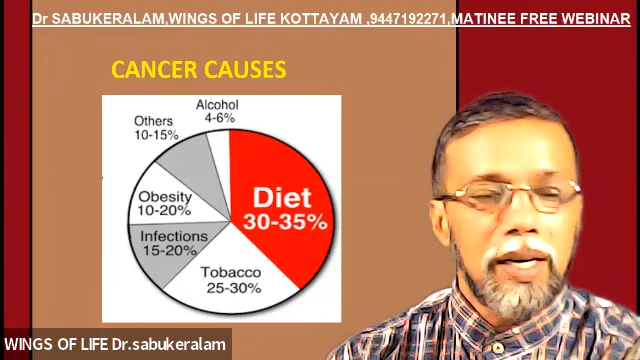 Dr SABUKERALAM,WINGS OF LIFE KOTTAYAM ,9447192271,MATINEE FREE WEBINAR
CANCER CAUSES
Alcohol
4-6%
Others
10-15%
Diet
30-35%
Obesity
10-20%
Infections
15-20%
Tobacco
25-30%
WINGS OF LIFE Dr.sabukeralam